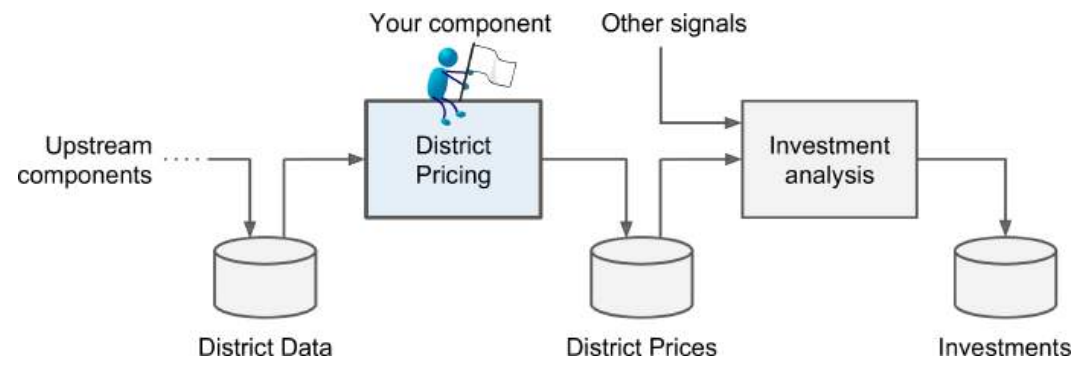 Your component
Other signals
Upstream
components
District
Pricing
Investment
analysis
District Data
District Prices
Investments